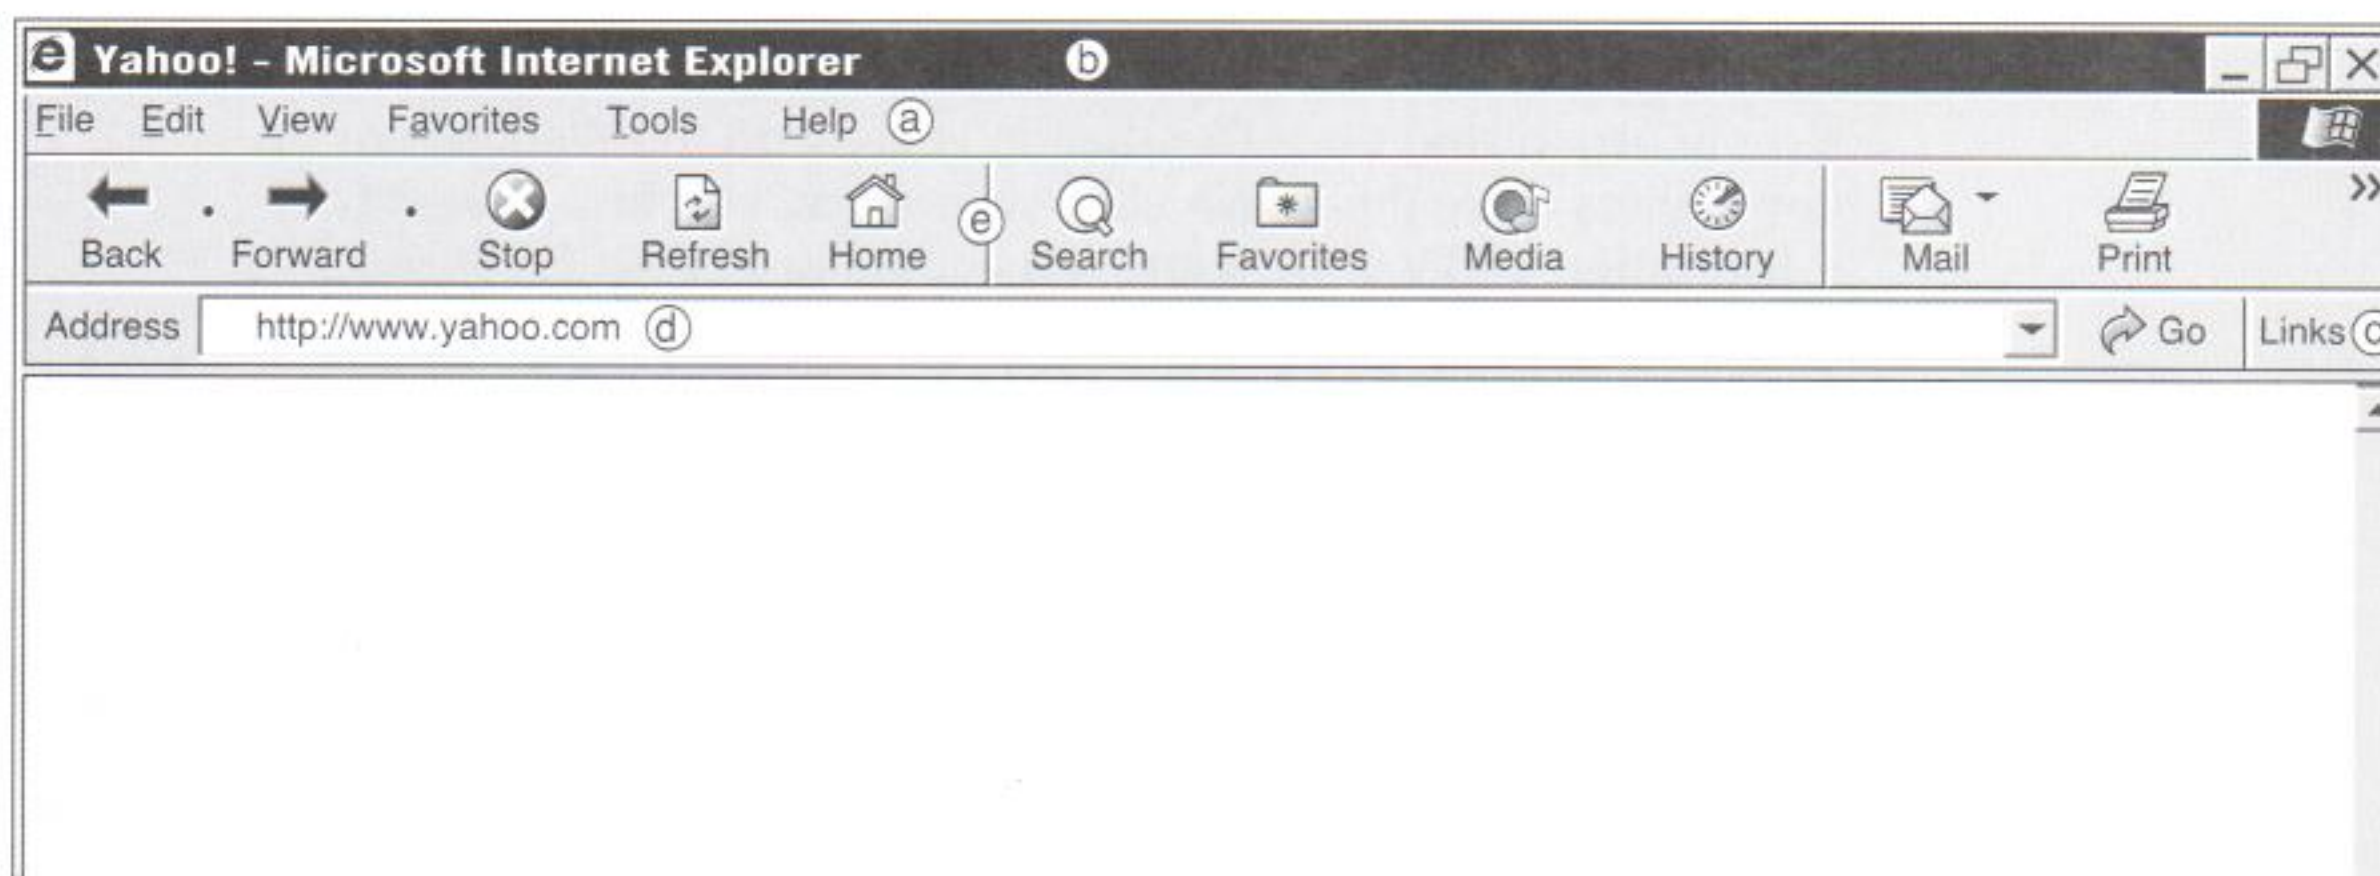 e Yahoo! - Microsoft Internet Explorer b
File Edit View Favorites Tools Help a
Back Forward Stop Refresh Home e Search Favorites Media History Mail Print
Address http://www.yahoo.com d Go Links c